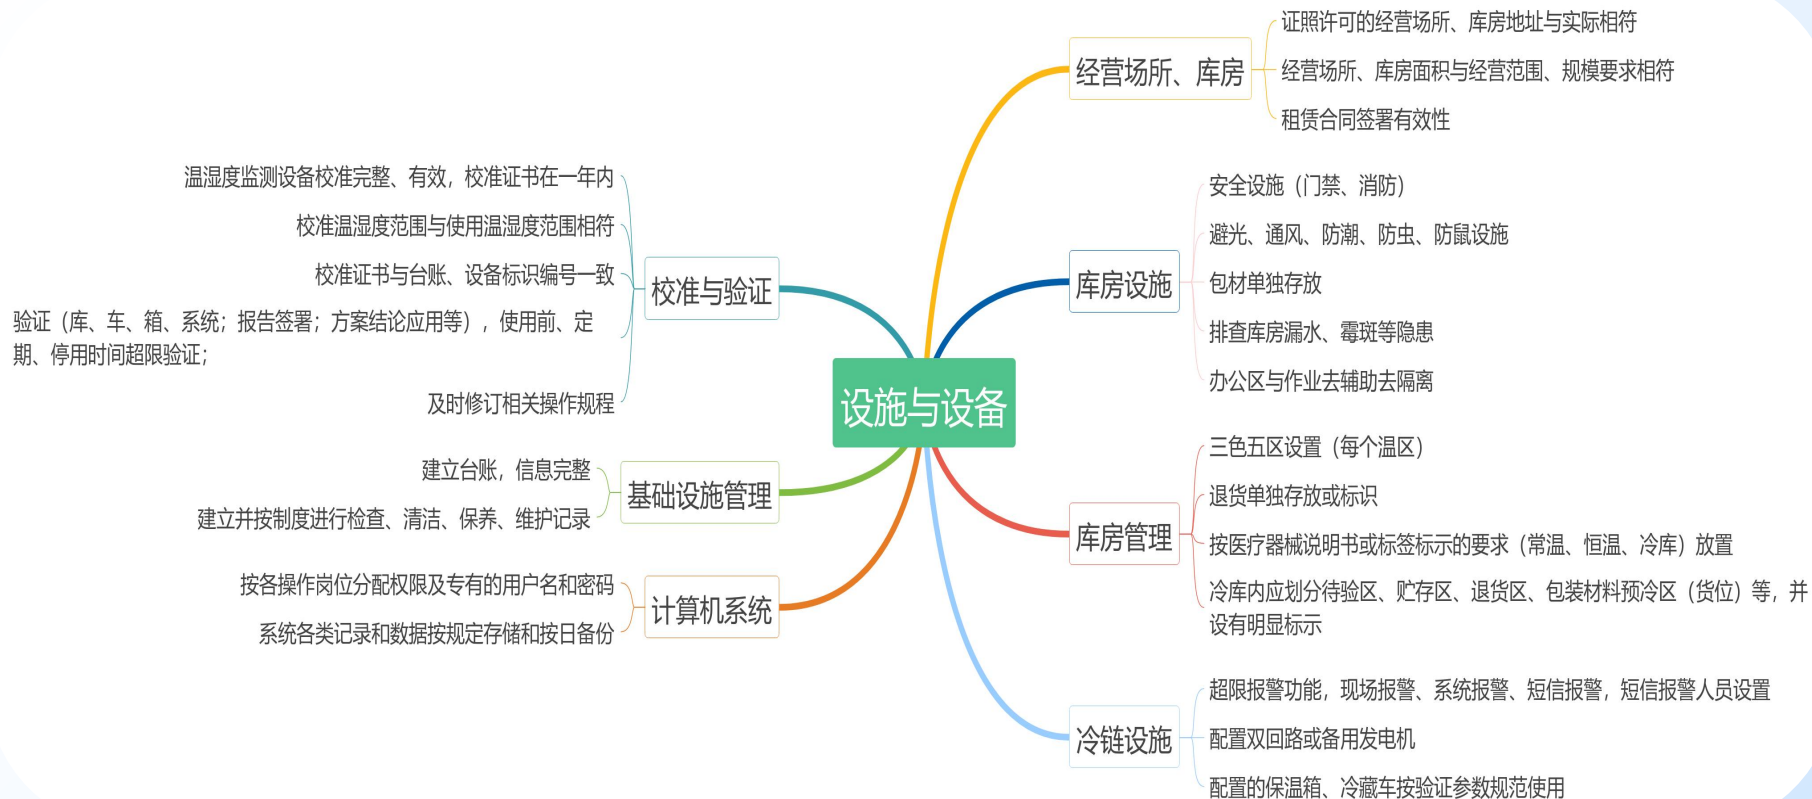 设施与设备
经营场所、库房
证照许可的经营场所、库房地址与实际相符
经营场所、库房面积与经营范围、规模要求相符
租赁合同签署有效性
库房设施
安全设施（门禁、消防）
避光、通风、防潮、防虫、防鼠设施
包材单独存放
排查库房漏水、霉斑等隐患
办公区与作业去辅助去隔离
库房管理
三色五区设置（每个温区）
退货单独存放或标识
按医疗器械说明书或标签标示的要求（常温、恒温、冷库）放置
冷库内应划分待验区、贮存区、退货区、包装材料预冷区（货位）等，并
设有明显标示
冷链设施
超限报警功能，现场报警、系统报警、短信报警，短信报警人员设置
配置双回路或备用发电机
配置的保温箱、冷藏车按验证参数规范使用
校准与验证
温湿度监测设备校准完整、有效，校准证书在一年内
校准温湿度范围与使用温湿度范围相符
校准证书与台账、设备标识编号一致
验证（库、车、箱、系统；报告签署；方案结论应用等），使用前、定
期、停用时间超限验证；
及时修订相关操作规程
基础设施管理
建立台账，信息完整
建立并按制度进行检查、清洁、保养、维护记录
计算机系统
按各操作岗位分配权限及专有的用户名和密码
系统各类记录和数据按规定存储和按日备份